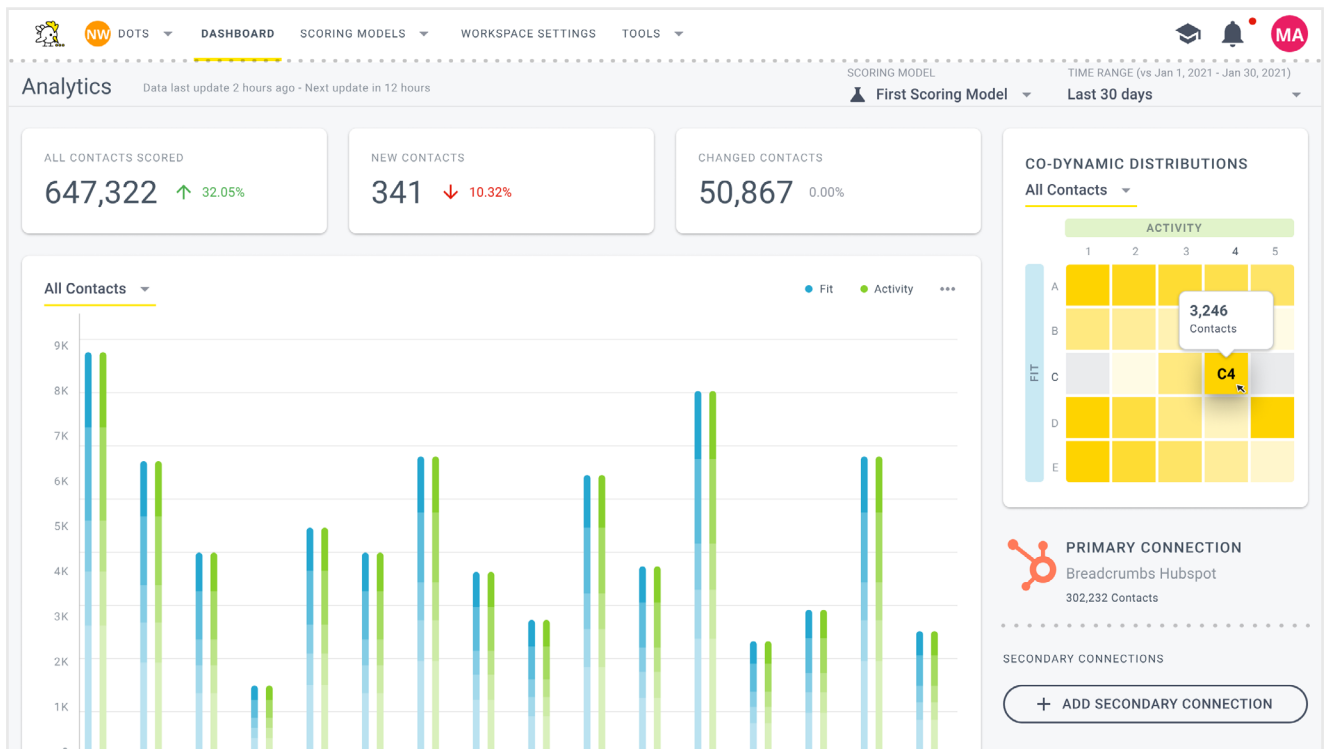 NW DOTS DASHBOARD SCORING MODELS WORKSPACE SETTINGS TOOLS MA
Analytics Data last update 2 hours ago - Next update in 12 hours
SCORING MODEL
First Scoring Model
TIME RANGE (vs Jan 1, 2021 - Jan 30, 2021)
Last 30 days
ALL CONTACTS SCORED
647,322 32.05%
NEW CONTACTS
341 10.32%
CHANGED CONTACTS
50,867 0.00%
All Contacts
Fit Activity
9K
8K
7K
6K
5K
4K
3K
2K
1K
CO-DYNAMIC DISTRIBUTIONS
All Contacts
ACTIVITY
1 2 3 4 5
FIT
A
B
C
D
E
3,246
Contacts
C4
PRIMARY CONNECTION
Breadcrumbs Hubspot
302,232 Contacts
SECONDARY CONNECTIONS
+ ADD SECONDARY CONNECTION